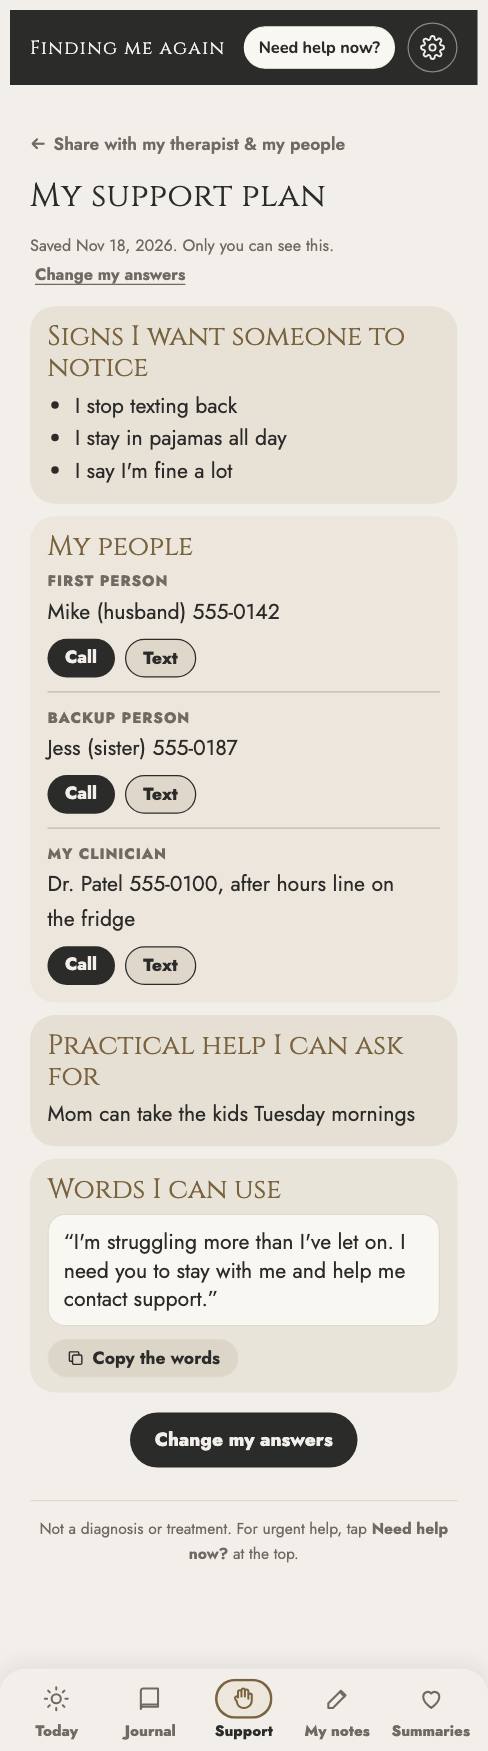 Finding me again
Need help now?
Share with my therapist & my people
My support plan
Saved Nov 18, 2026. Only you can see this.
Change my answers
Signs I want someone to
notice
• I stop texting back
• I stay in pajamas all day
• I say I'm fine a lot
My people
FIRST PERSON
Mike (husband) 555-0142
Call Text
BACKUP PERSON
Jess (sister) 555-0187
Call Text
MY CLINICIAN
Dr. Patel 555-0100, after hours line on
the fridge
Call Text
Practical help I can ask
for
Mom can take the kids Tuesday mornings
Words I can use
“I'm struggling more than I've let on. I
need you to stay with me and help me
contact support.”
Copy the words
Change my answers
Not a diagnosis or treatment. For urgent help, tap Need help
now? at the top.
Today Journal Support My notes Summaries